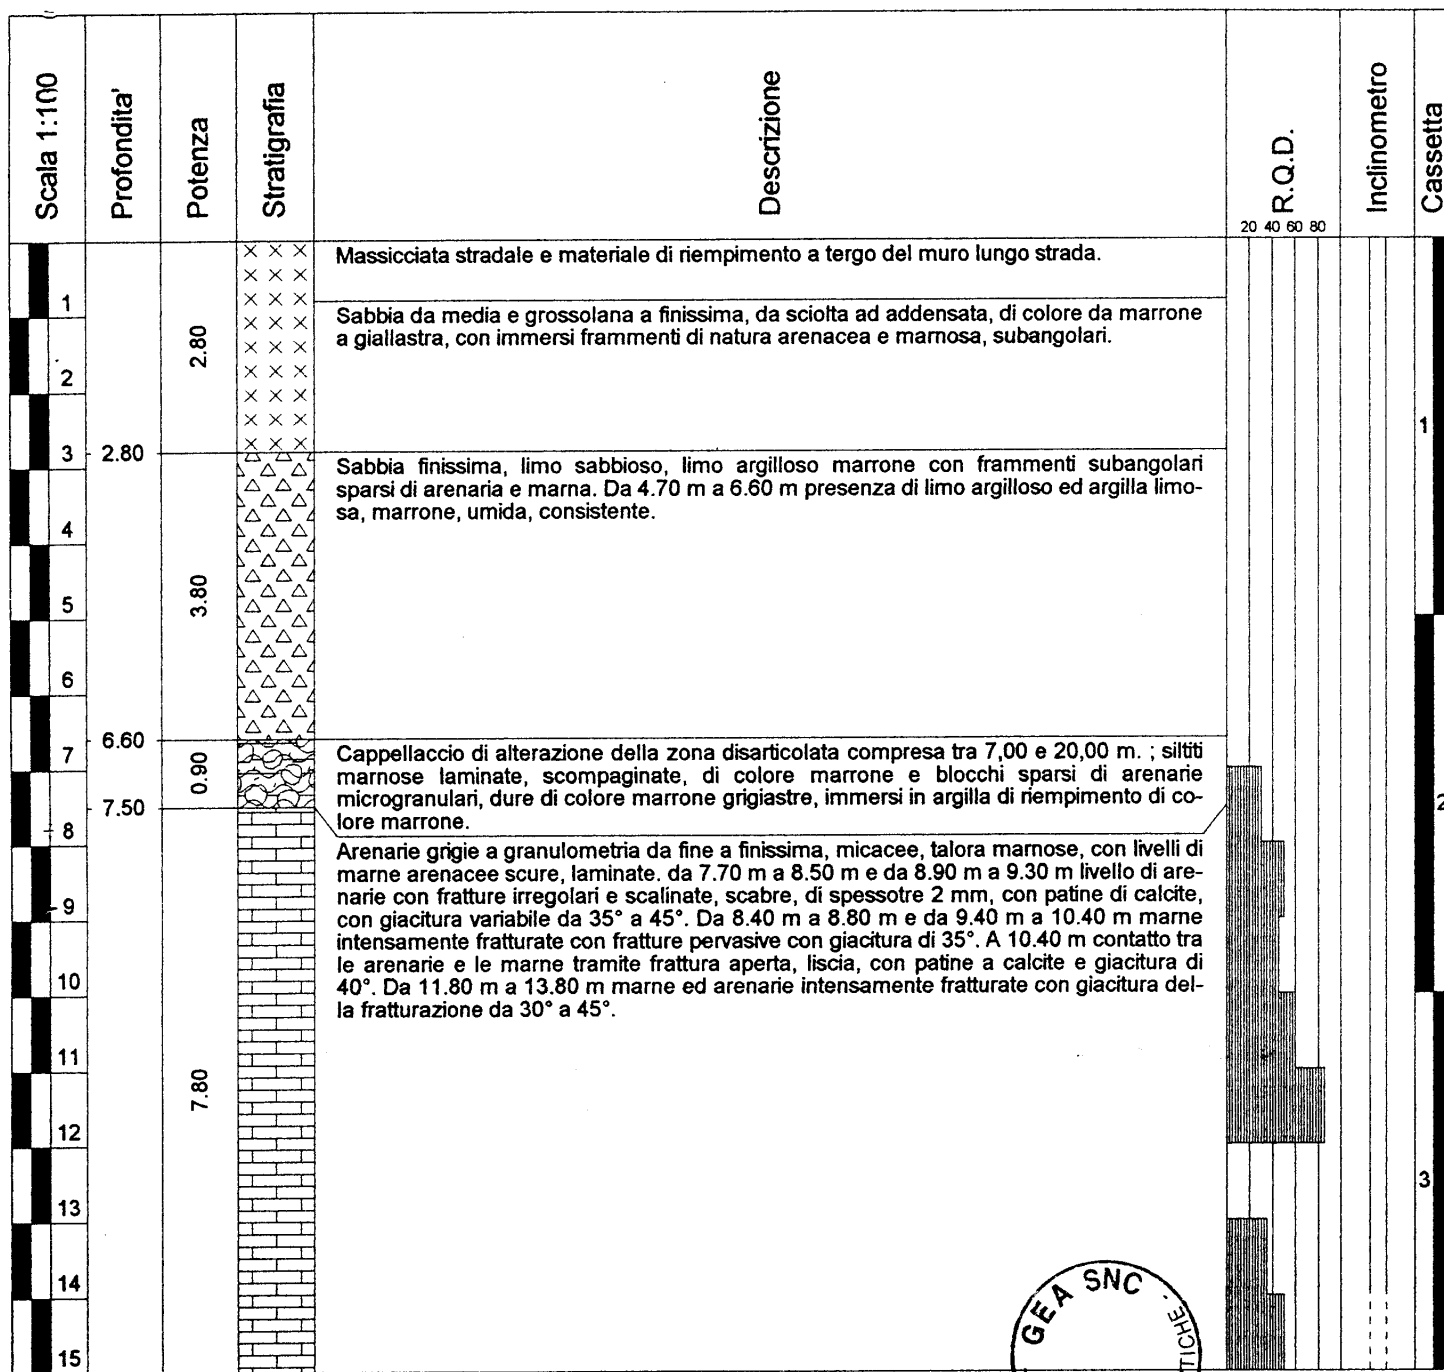 Scala 1:100
Profondita'
Potenza
Stratigrafia
Descrizione
R.Q.D.
Inclinometro
Cassetta
20 40 60 80
Massicciata stradale e materiale di riempimento a tergo del muro lungo strada.
1
Sabbia da media e grossolana a finissima, da sciolta ad addensata, di colore da marrone
a giallastra, con immersi frammenti di natura arenacea e marnosa, subangolari.
2.80
2
1
3
2.80
Sabbia finissima, limo sabbioso, limo argilloso marrone con frammenti subangolari
sparsi di arenaria e marna. Da 4.70 m a 6.60 m presenza di limo argilloso ed argilla limo-
sa, marrone, umida, consistente.
4
3.80
5
6
6.60
7
0.90
Cappellaccio di alterazione della zona disarticolata compresa tra 7,00 e 20,00 m. ; siltiti
marnose laminate, scompaginate, di colore marrone e blocchi sparsi di arenarie
microgranulari, dure di colore marrone grigiastre, immersi in argilla di riempimento di co-
lore marrone.
7.50
2
8
Arenarie grigie a granulometria da fine a finissima, micacee, talora marnose, con livelli di
marne arenacee scure, laminate. da 7.70 m a 8.50 m e da 8.90 m a 9.30 m livello di are-
narie con fratture irregolari e scalinate, scabre, di spessotre 2 mm, con patine di calcite,
con giacitura variabile da 35° a 45°. Da 8.40 m a 8.80 m e da 9.40 m a 10.40 m marne
intensamente fratturate con fratture pervasive con giacitura di 35°. A 10.40 m contatto tra
le arenarie e le marne tramite frattura aperta, liscia, con patine a calcite e giacitura di
40°. Da 11.80 m a 13.80 m marne ed arenarie intensamente fratturate con giacitura del-
la fratturazione da 30° a 45°.
9
10
11
7.80
12
13
3
14
15
GEA SNC -
TICHE